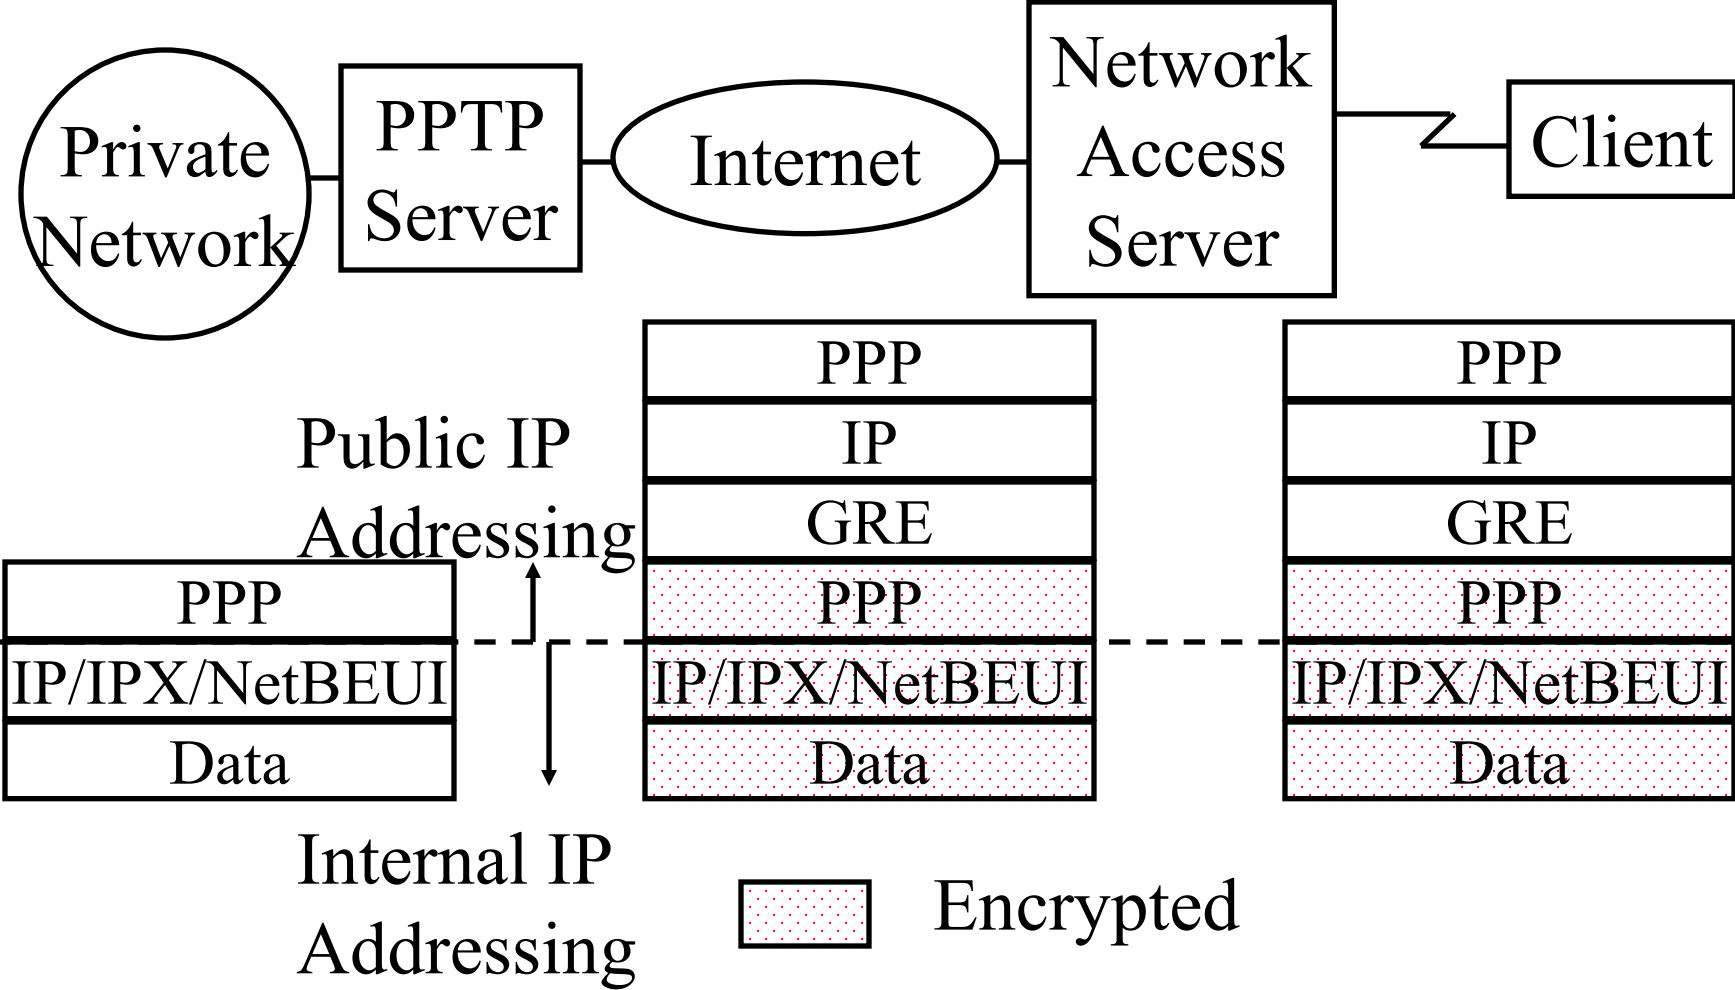 Private
Network
PPTP
Server
Internet
Network
Access
Server
Client
Public IP
Addressing
PPP
IP/IPX/NetBEUI
Data
Internal IP
Addressing
PPP
IP
GRE
PPP
IP/IPX/NetBEUI
Data
PPP
IP
GRE
PPP
IP/IPX/NetBEUI
Data
Encrypted